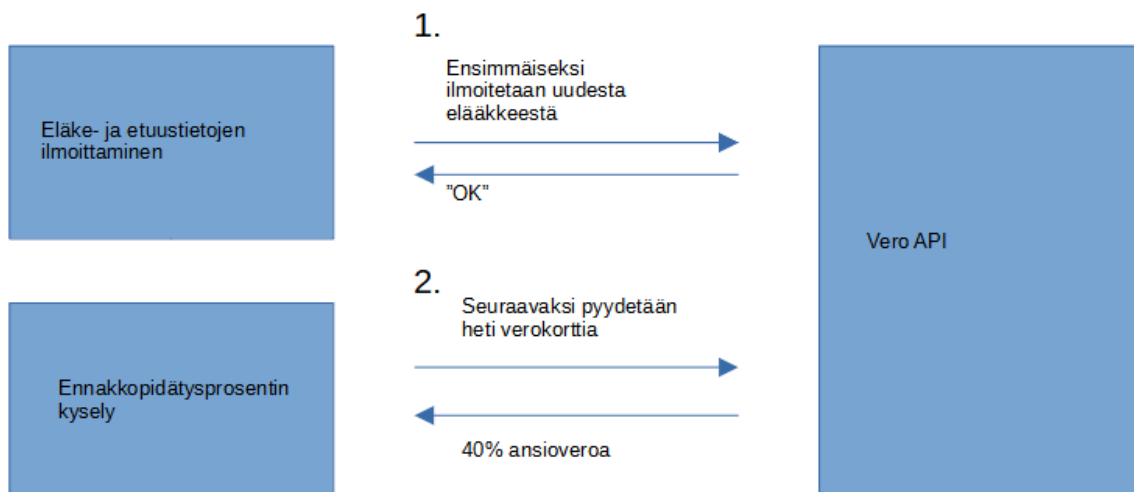 1.
Ensimmäiseksi
ilmoitetaan uudesta
elääkkeestä
Eläke- ja etuustietojen
ilmoittaminen
"OK"
Vero API
2.
Seuraavaksi pyydetään
heti verokorttia
Ennakkopidätysprosentin
kysely
40% ansioveroa